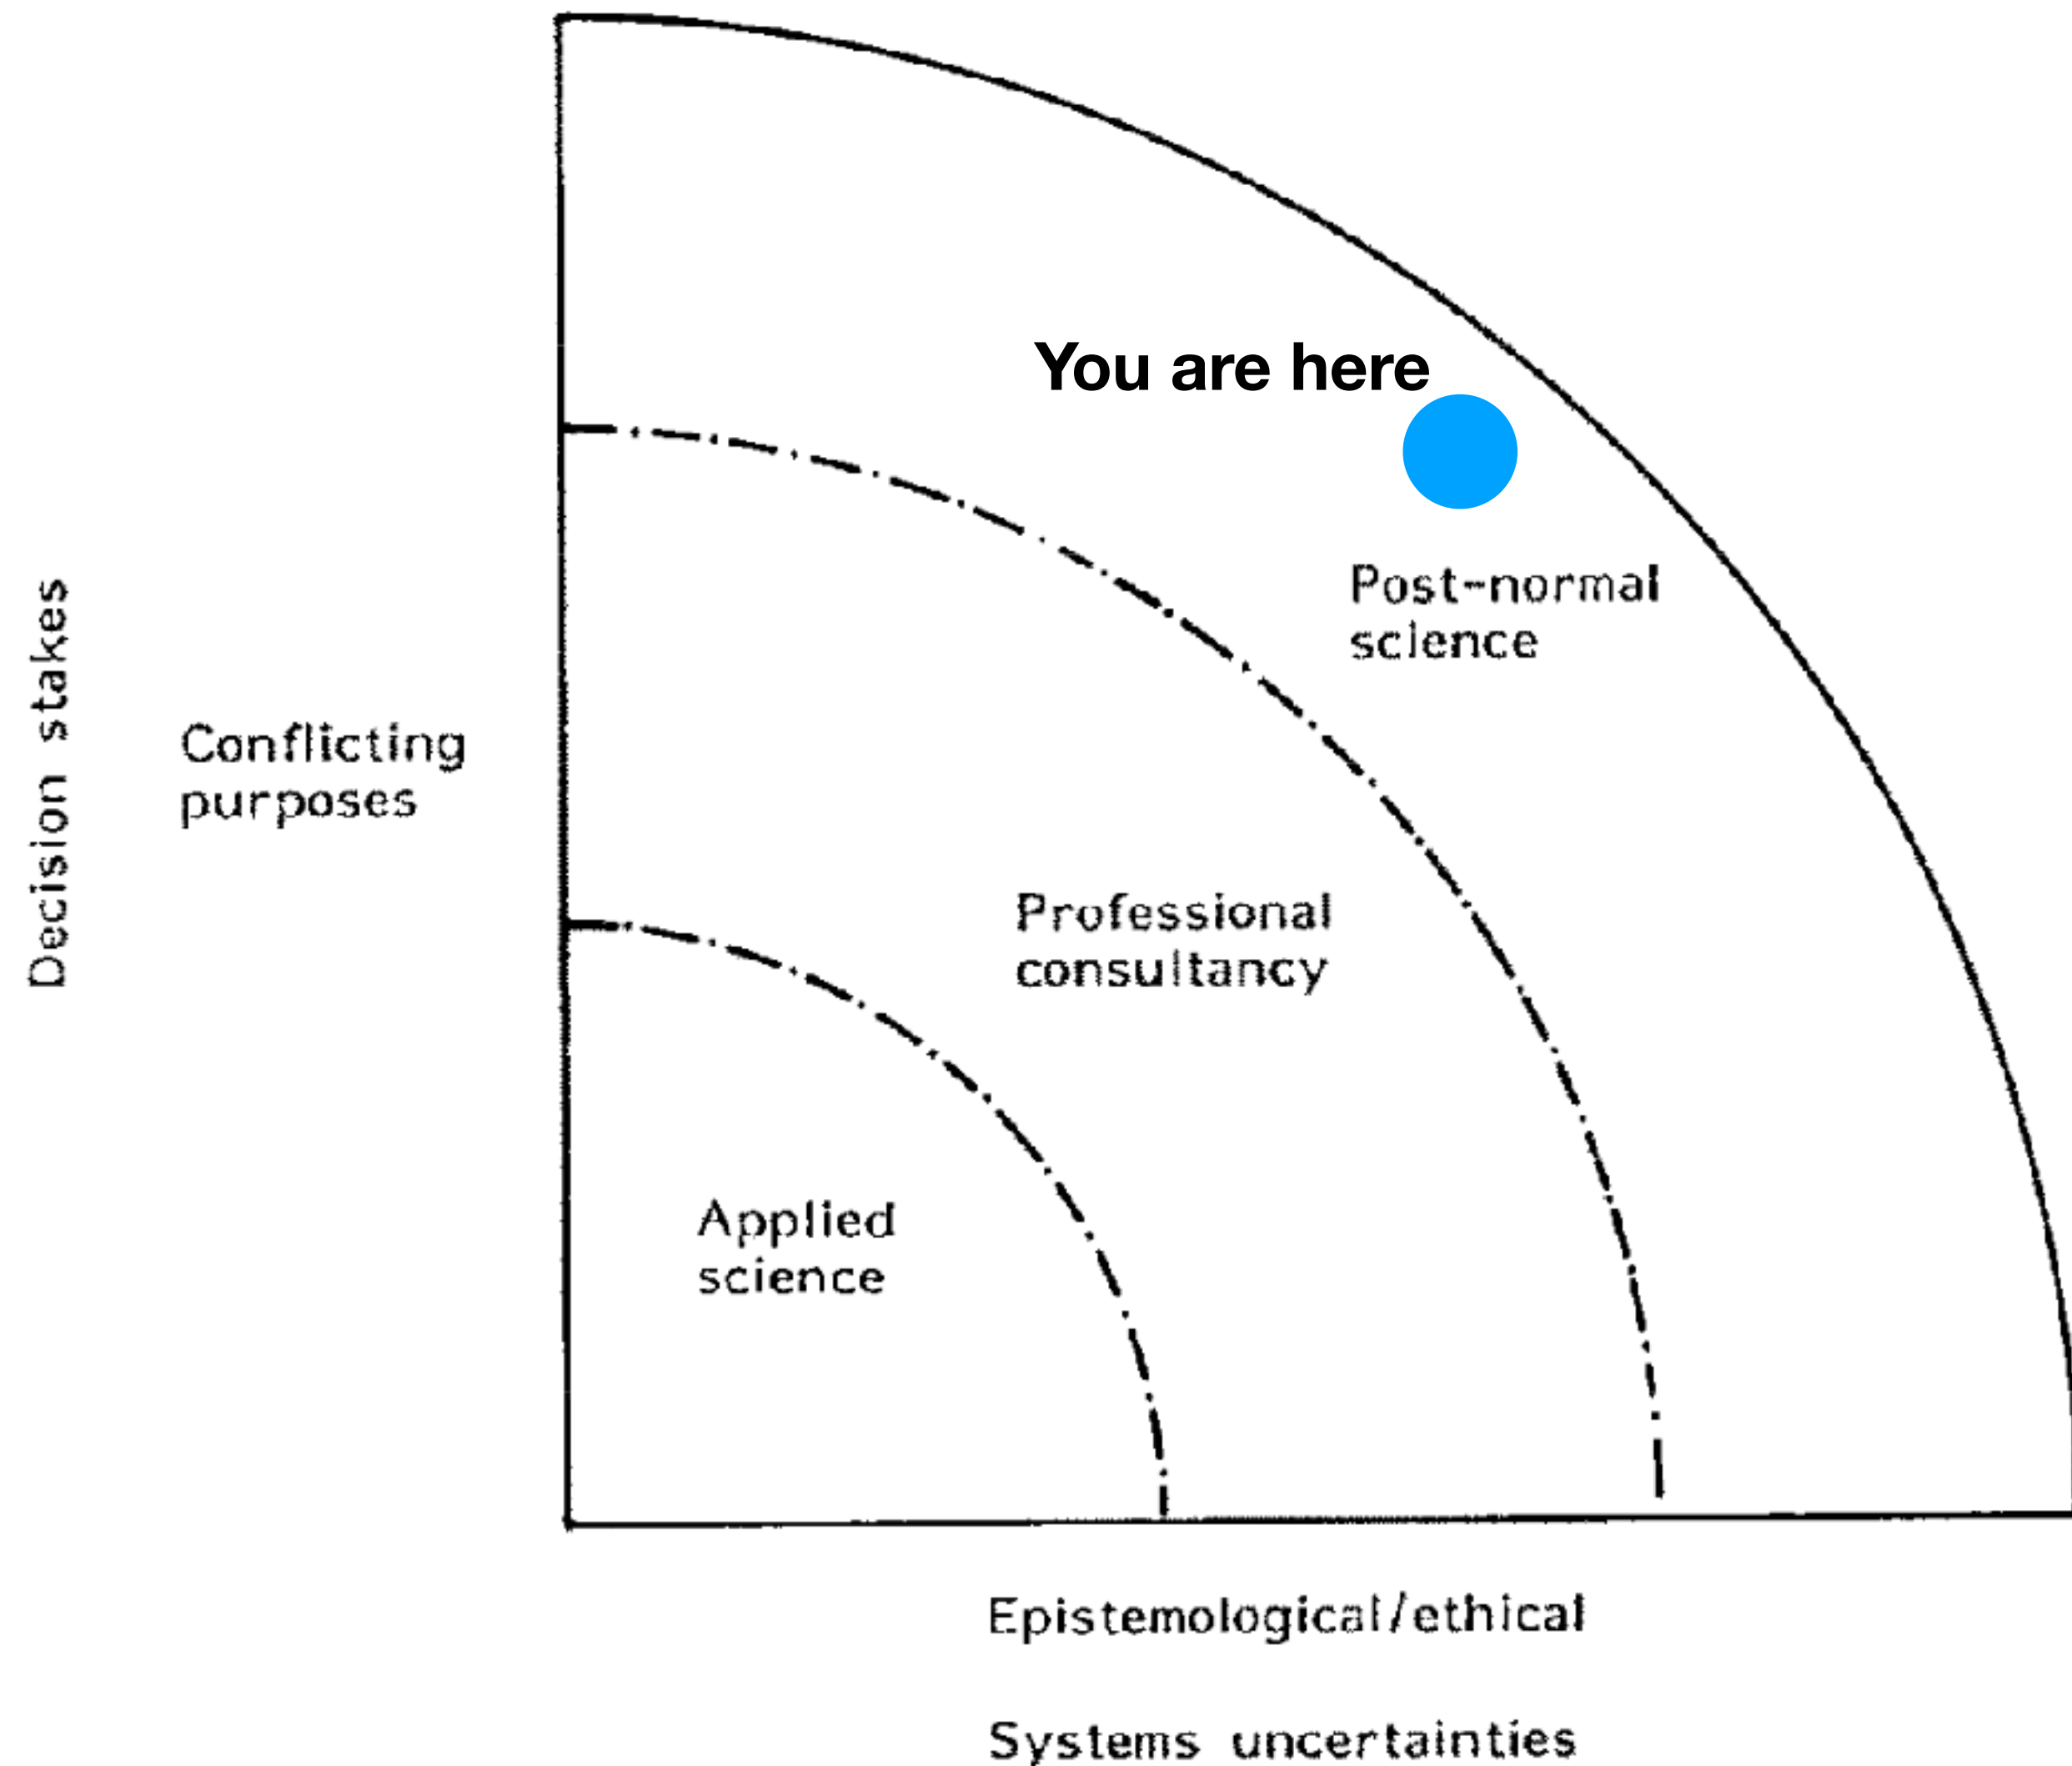 You are here
Post-normal
science
Decision stakes
Conflicting
purposes
Professional
consultancy
Applied
science
Epistemological/ethical
Systems uncertainties